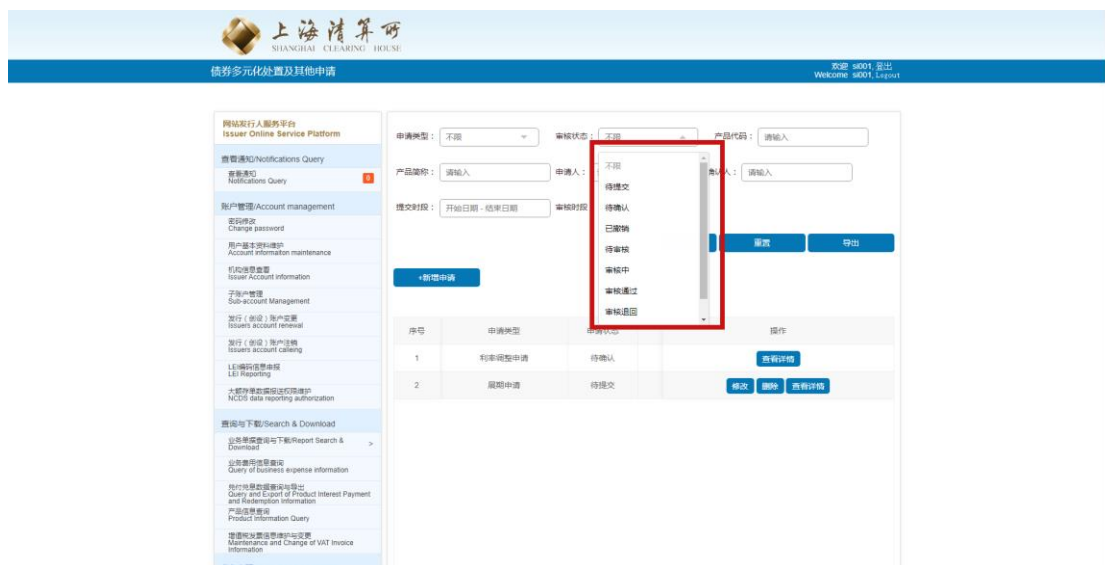 上海清算所
SHANGHAI CLEARING HOUSE
债券多元化处置及其他申请
欢迎 sl001, 登出
Welcome sl001, Logout
网站发行人服务平台
Issuer Online Service Platform
查看通知/Notifications Query
查看通知
Notifications Query
8
账户管理/Account management
密码修改
Change password
用户基本资料维护
Account informaiton maintenance
机构信息查看
Issuer Account information
子账户管理
Sub-account Management
发行（创设）账户变更
Issuers account renewal
发行（创设）账户注销
Issuers account calleing
LEI编码信息申报
LEI Reporting
大额存单数据报送权限维护
NCDS data reporting authorization
查询与下载/Search & Download
业务单据查询与下载/Report Search &
Download
>
业务费用信息查询
Query of business expense information
兑付兑息数据查询与导出
Query and Export of Product Interest Payment
and Redemption Information
产品信息查询
Product Information Query
增值税发票信息维护与变更
Maintenance and Change of VAT Invoice
Information
申请类型： 不限
审核状态： 不限
产品代码： 请输入
产品简称： 请输入
申请人：
人： 请输入
提交时段： 开始日期 - 结束日期
审核时段
不限
待提交
待确认
已撤销
待审核
审核中
审核通过
审核退回
重置
导出
+新增申请
序号 申请类型 申请状态 操作
1 利率调整申请 待确认 查看详情
2 展期申请 待提交 修改 删除 查看详情